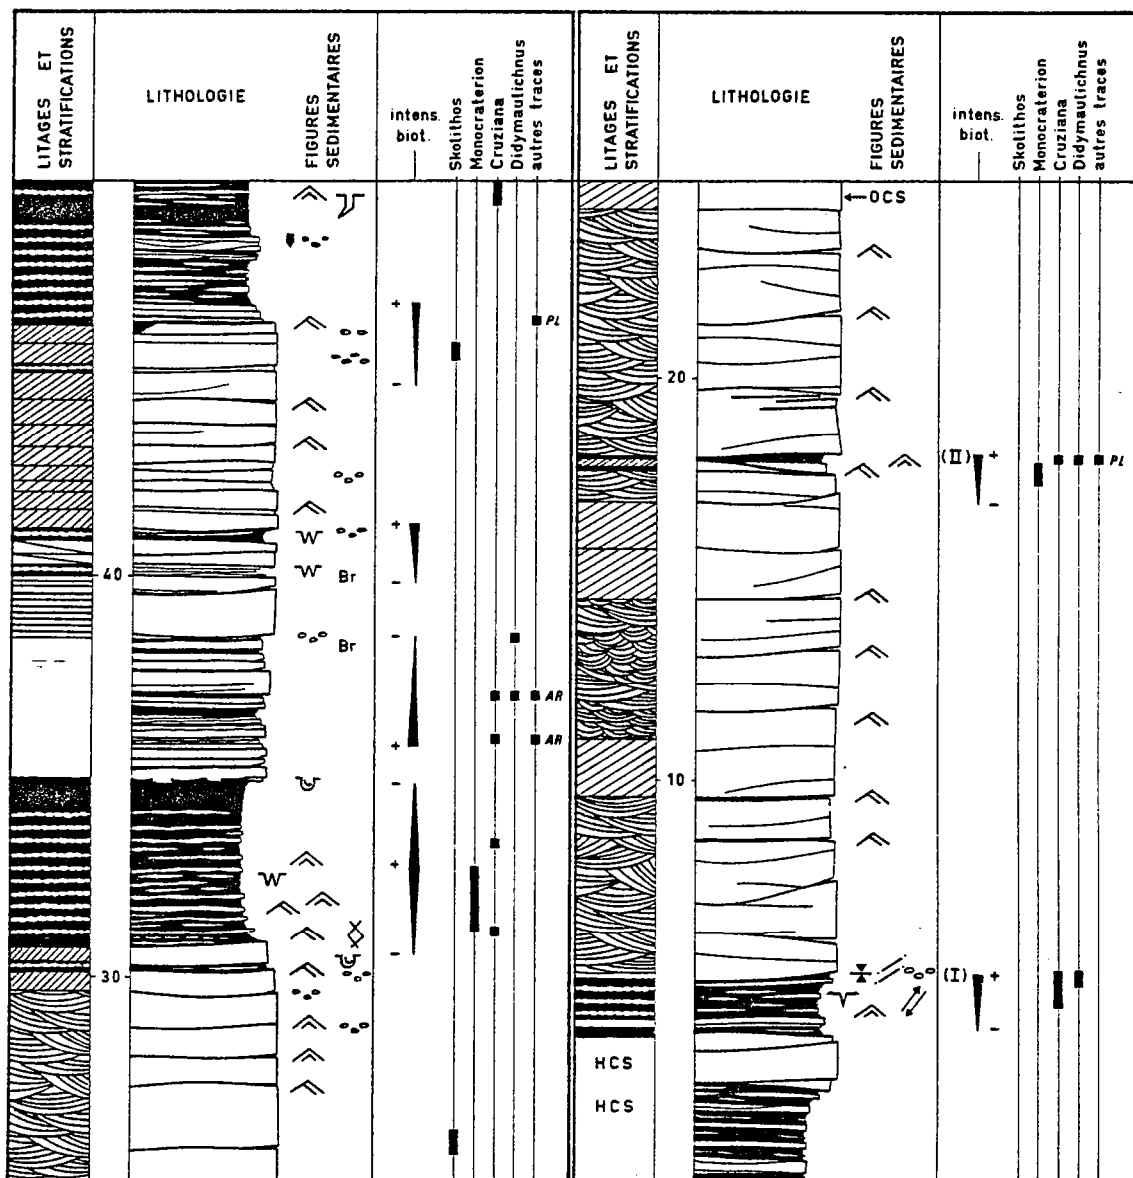 LITAGES ET
STRATIFICATIONS
LITHOLOGIE
FIGURES
SEDIMENTAIRES
intens.
biot.
Skolithos
Monocraterion
Cruziana
Didymaulichnus
autres traces
+
PL
-
+
40
Br
-
-
Br
AR
+
AR
-
+
-
30
LITAGES ET
STRATIFICATIONS
LITHOLOGIE
FIGURES
SEDIMENTAIRES
intens.
biot.
Skolithos
Monocraterion
Cruziana
Didymaulichnus
autres traces
OCS
20
(II)
+
PL
-
10
(I)
+
-
HCS
HCS